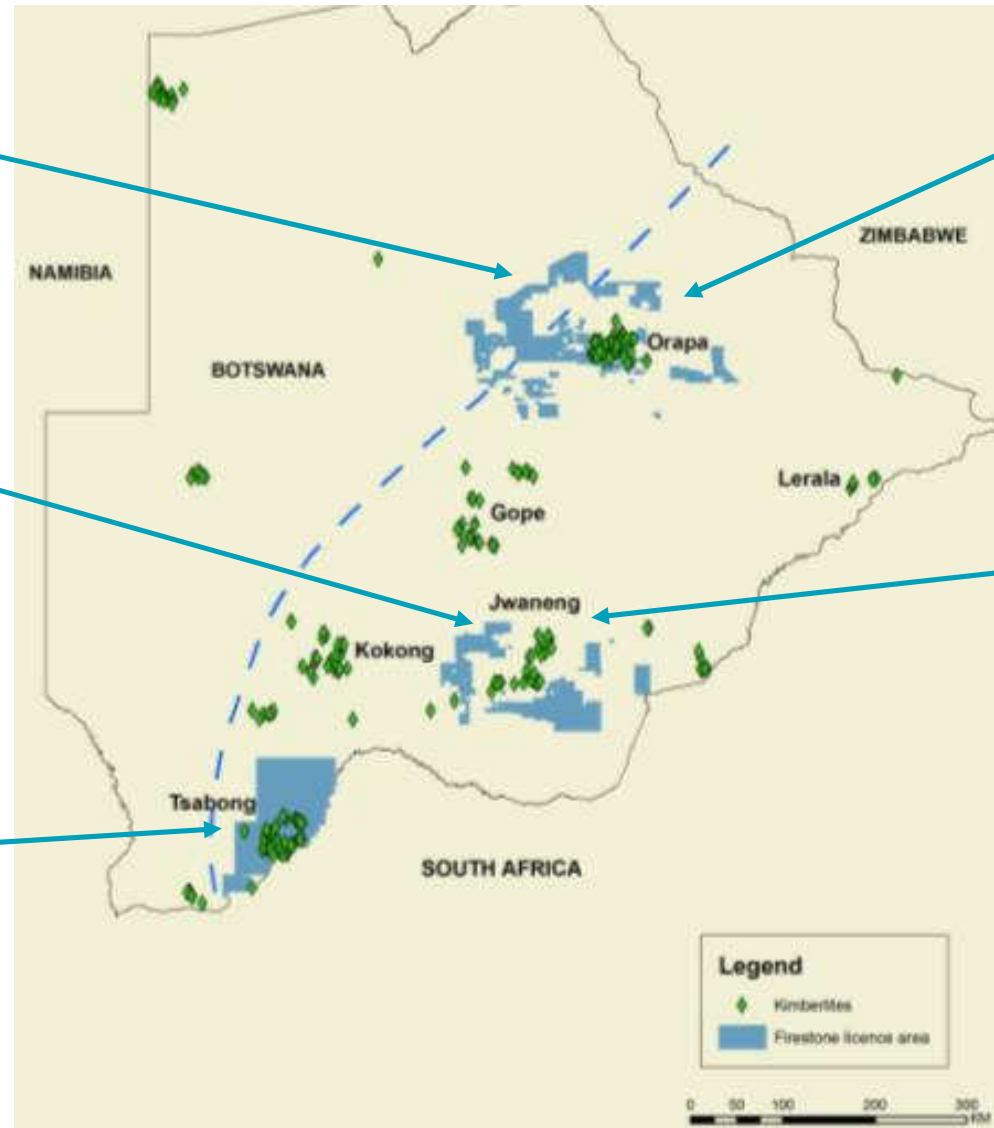 ZIMBABWE
NAMIBIA
Orapa
BOTSWANA
Lerala
Gope
Jwaneng
Kokong
Tsabong
SOUTH AFRICA
Legend
Kimberlites
Firestone licence area
0 50 100 200 300
KM